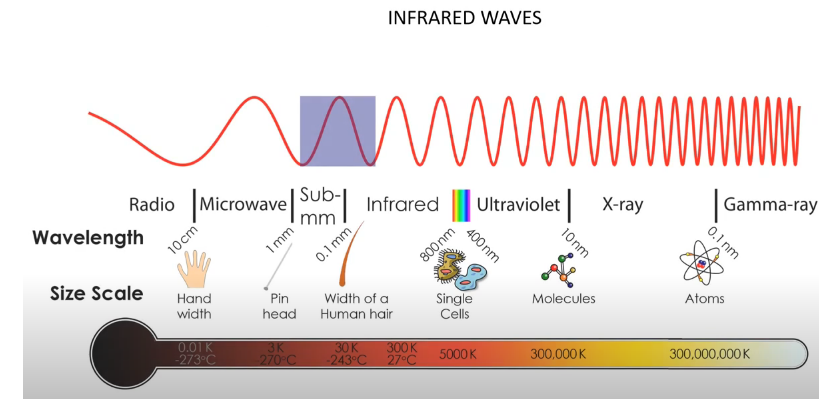 INFRARED WAVES
Radio
Microwave
Sub-
mm
Infrared
Ultraviolet
X-ray
Gamma-ray
Wavelength
10cm
1mm
0.1mm
800nm
400nm
10nm
0.1nm
Size Scale
Hand
width
Pin
head
Width of a
Human hair
Single
Cells
Molecules
Atoms
0.01 K
-273°C
3 K
-270°C
30 K
-243°C
300 K
27°C
5000 K
300,000 K
300,000,000 K